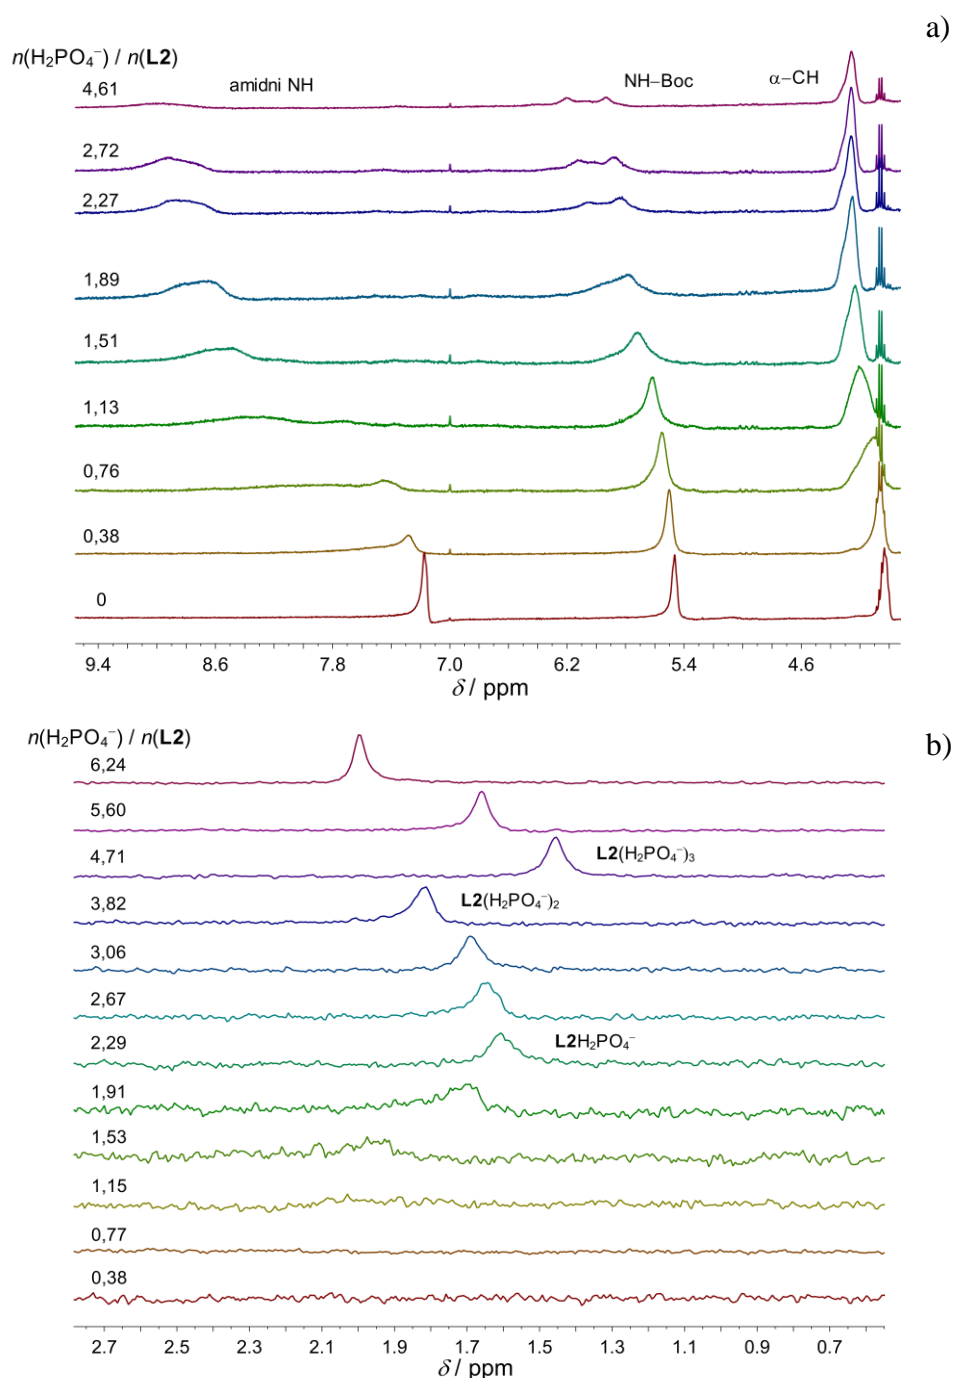 a)
n(H₂PO₄⁻) / n(L2)
amidni NH NH–Boc α–CH
4,61
2,72
2,27
1,89
1,51
1,13
0,76
0,38
0
9.4 8.6 7.8 7.0 6.2 5.4 4.6
δ / ppm
b)
n(H₂PO₄⁻) / n(L2)
6,24
5,60
4,71 L2(H₂PO₄⁻)₃
3,82 L2(H₂PO₄⁻)₂
3,06
2,67
2,29 L2H₂PO₄⁻
1,91
1,53
1,15
0,77
0,38
2.7 2.5 2.3 2.1 1.9 1.7 1.5 1.3 1.1 0.9 0.7
δ / ppm